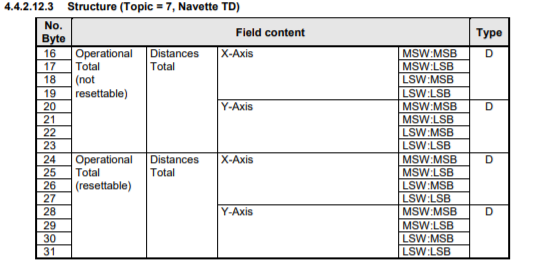 4.4.2.12.3 Structure (Topic = 7, Navette TD)
No. Byte Field content Type
16 Operational Distances X-Axis MSW:MSB D
17 Total Total MSW:LSB
18 (not LSW:MSB
19 resettable) LSW:LSB
20 Y-Axis MSW:MSB D
21 MSW:LSB
22 LSW:MSB
23 LSW:LSB
24 Operational Distances X-Axis MSW:MSB D
25 Total Total MSW:LSB
26 (resettable) LSW:MSB
27 LSW:LSB
28 Y-Axis MSW:MSB D
29 MSW:LSB
30 LSW:MSB
31 LSW:LSB